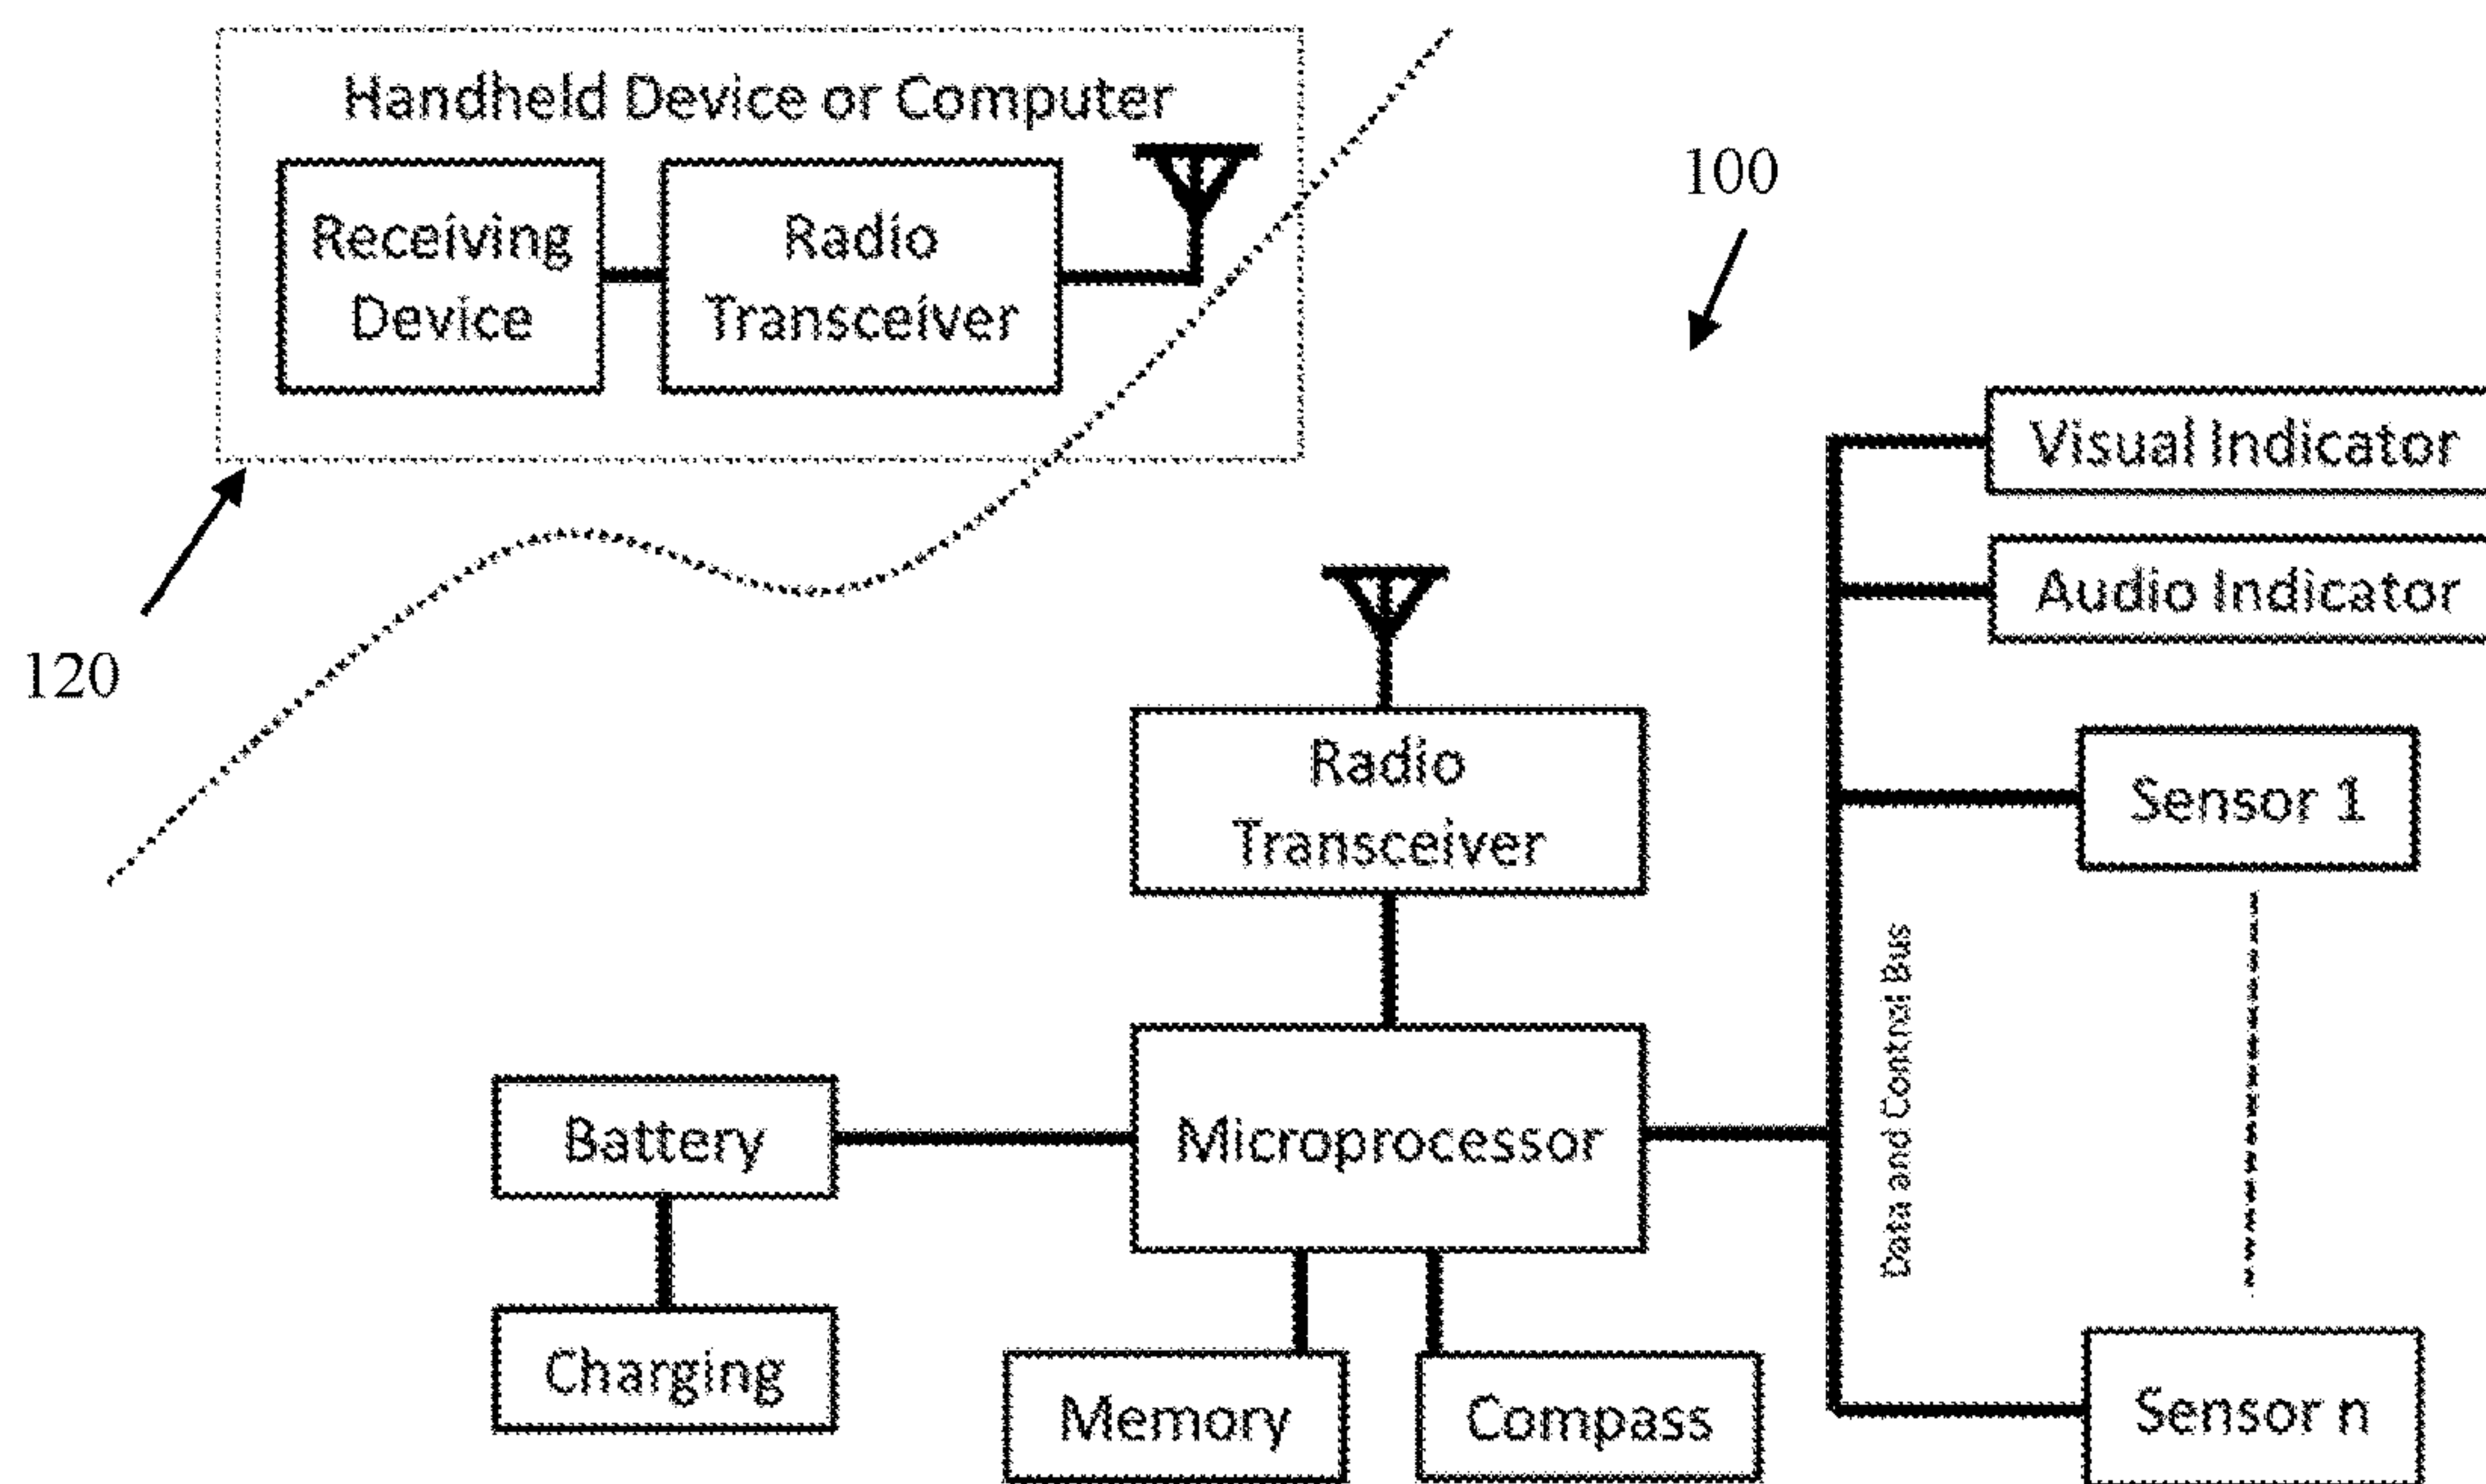 Handheld Device or Computer
Receiving
Device
Radio
Transceiver
100
120
Visual Indicator
Audio Indicator
Radio
Transceiver
Sensor 1
Data and Control Bus
Battery
Microprocessor
Charging
Memory
Compass
Sensor n